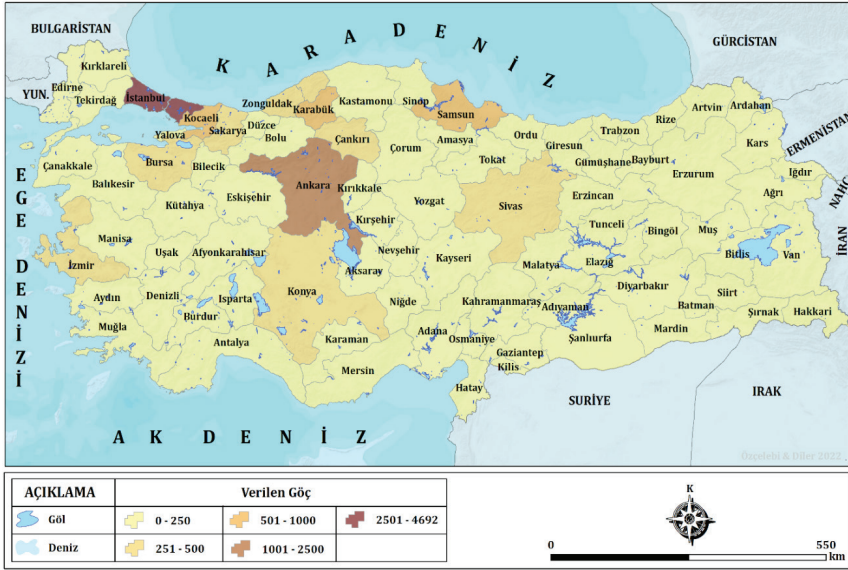 BULGARİSTAN
KARADENİZ
GÜRCİSTAN
Kırklareli
Edirne
YUN.
Tekirdağ
İstanbul
Kocaeli
Zonguldak
Karabük
Kastamonu
Sinop
Samsun
Artvin
Ardahan
Rize
Trabzon
Ordu
Giresun
Yalova
Sakarya
Düzce
Bolu
Çankırı
Çorum
Amasya
Tokat
Gümüşhane
Bayburt
Kars
ERMENİSTAN
Erzurum
Iğdır
Ağrı
NAHÇ
Çanakkale
Bursa
Bilecik
Balıkesir
Kütahya
Eskişehir
Ankara
Kırıkkale
Yozgat
Sivas
Erzincan
Kırşehir
Tunceli
Bingöl
Muş
İRAN
EGE DENİZİ
Manisa
Uşak
Afyonkarahisar
Nevşehir
Kayseri
Malatya
Elazığ
Bitlis
Van
İzmir
Aksaray
Konya
Diyarbakır
Siirt
Batman
Aydın
Denizli
Isparta
Niğde
Kahramanmaraş
Adıyaman
Şırnak
Hakkari
Muğla
Burdur
Antalya
Karaman
Mersin
Adana
Osmaniye
Gaziantep
Kilis
Şanlıurfa
Mardin
Hatay
SURİYE
IRAK
AKDENİZ
Özçelebi & Diler 2022
AÇIKLAMA
Verilen Göç
Göl
0 - 250
501 - 1000
2501 - 4692
Deniz
251 - 500
1001 - 2500
K
0
550
km